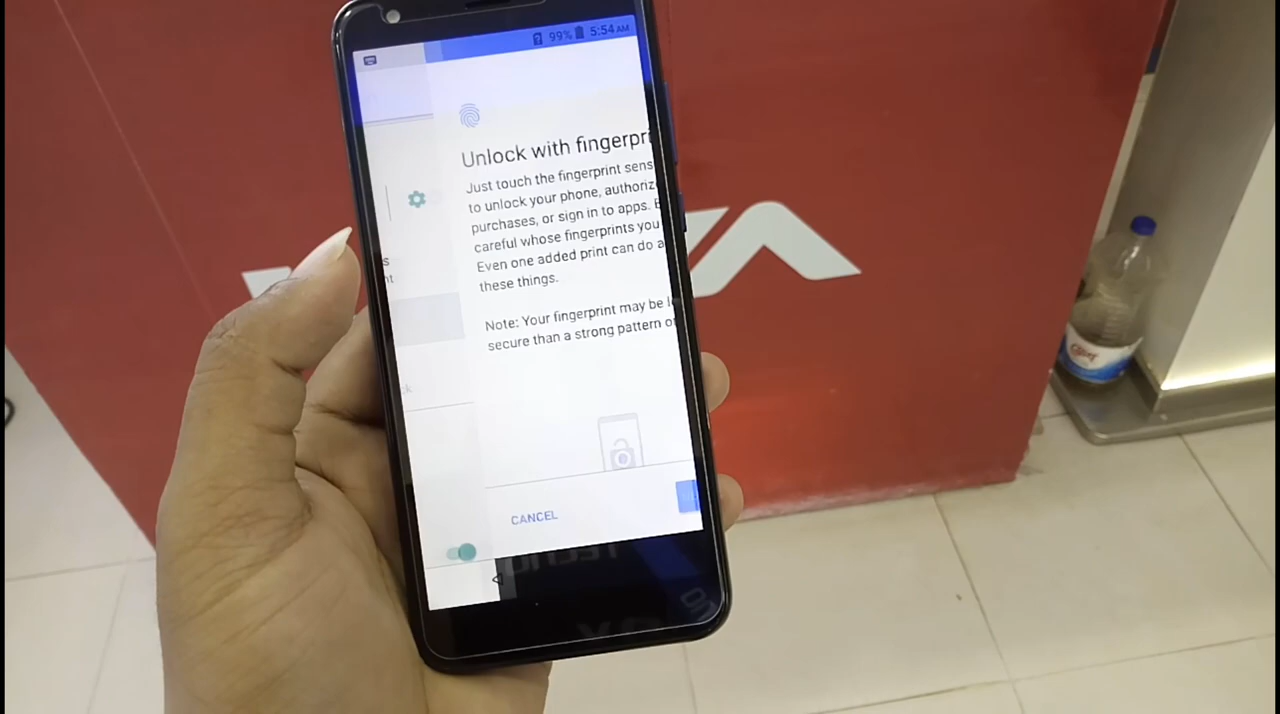 99% 5:54 AM
Unlock with fingerpri
Just touch the fingerprint sens
to unlock your phone, authorize
purchases, or sign in to apps.
careful whose fingerprints you
Even one added print can do a
these things.
Note: Your fingerprint may be
secure than a strong pattern
CANCEL